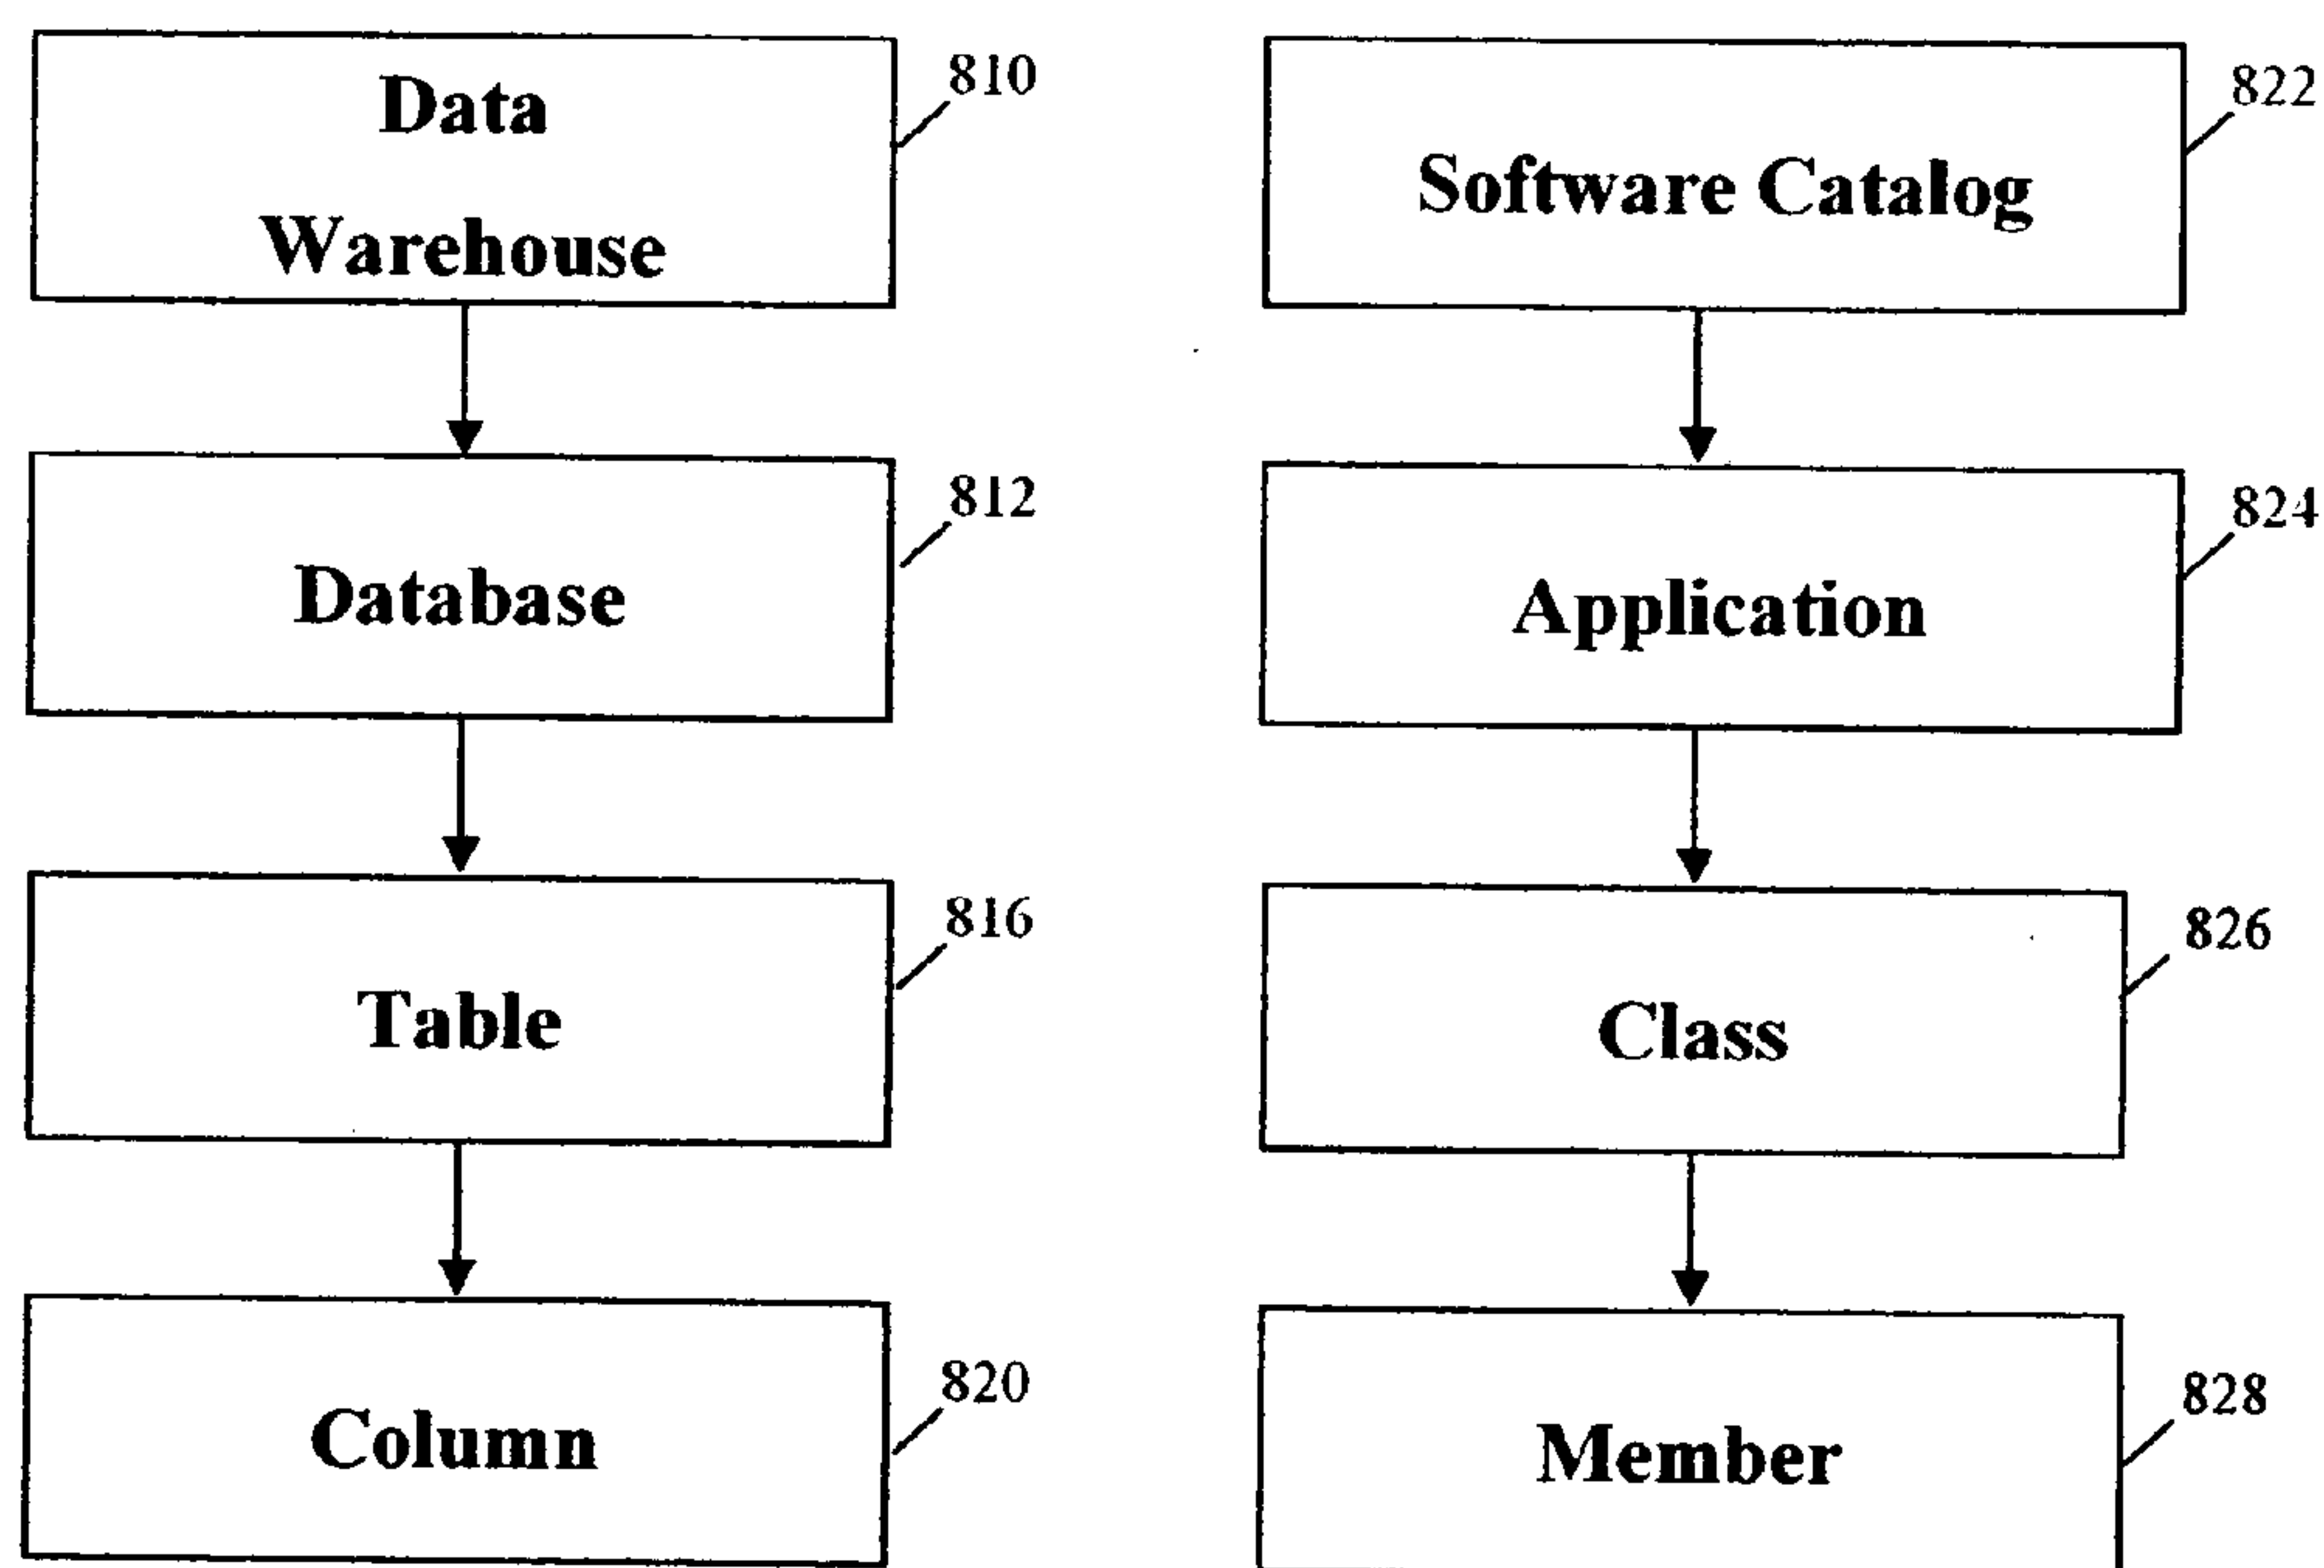 Data
Warehouse
810
Database
812
Table
816
Column
820
Software Catalog
822
Application
824
Class
826
Member
828